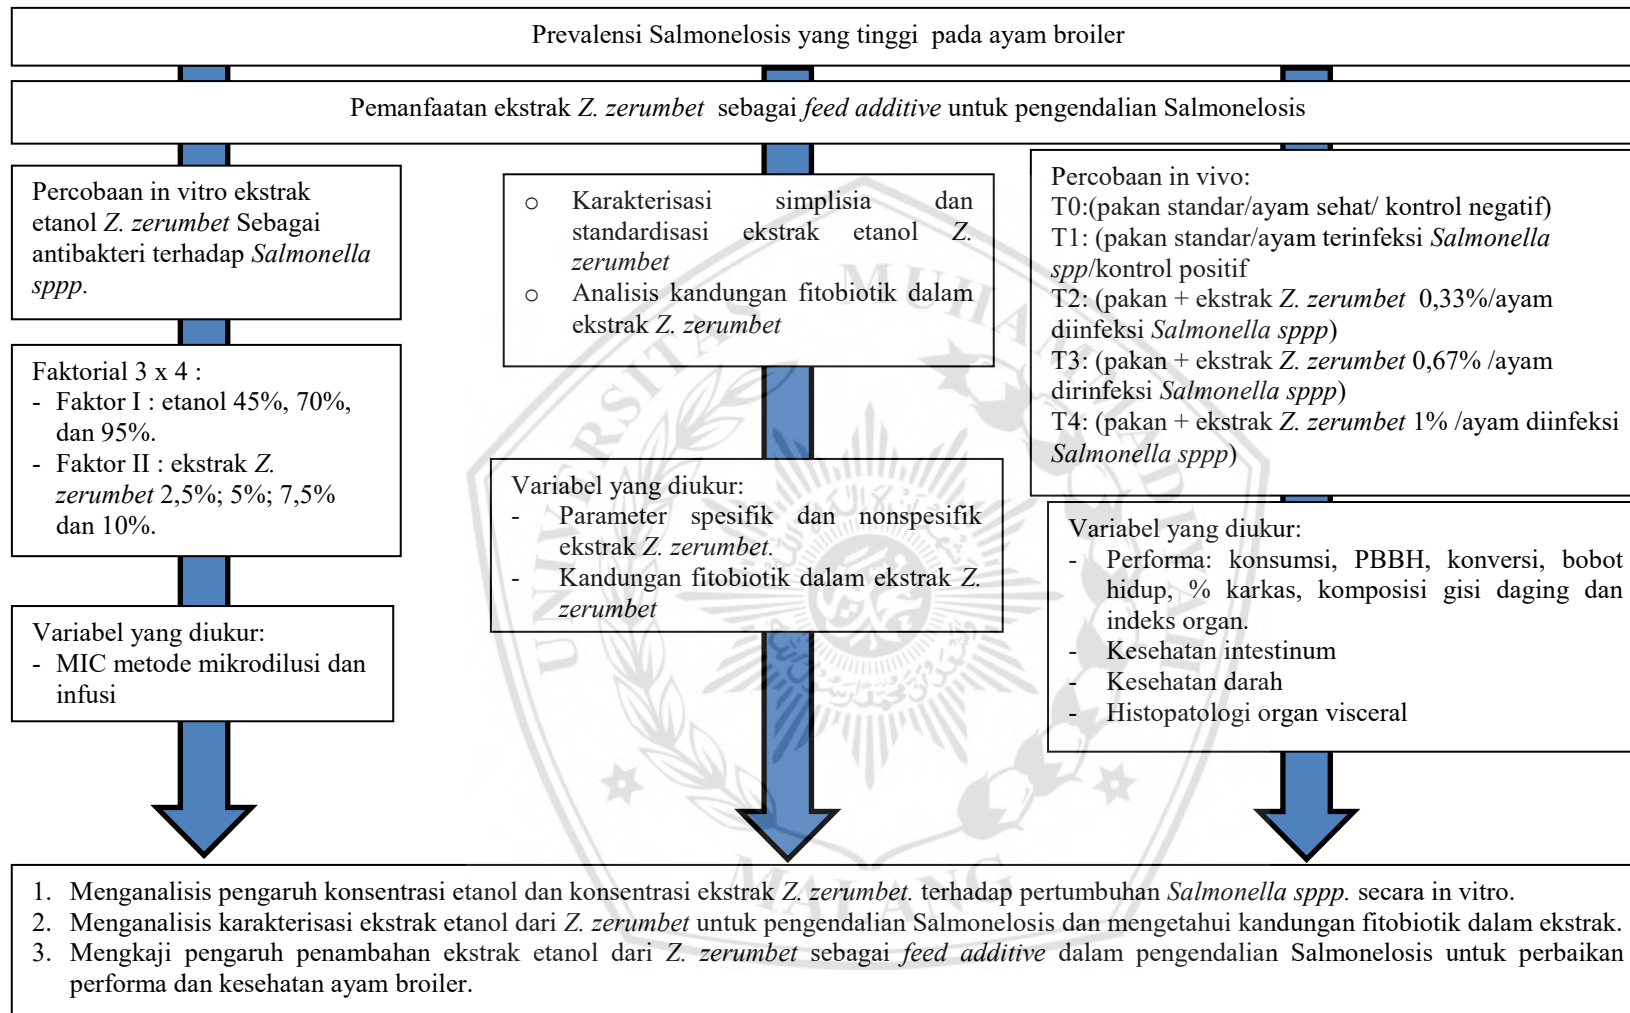 Prevalensi Salmonelosis yang tinggi pada ayam broiler
Pemanfaatan ekstrak Z. zerumbet sebagai feed additive untuk pengendalian Salmonelosis
Percobaan in vitro ekstrak
etanol Z. zerumbet Sebagai
antibakteri terhadap Salmonella
sppp.
Faktorial 3 x 4 :
- Faktor I : etanol 45%, 70%,
dan 95%.
- Faktor II : ekstrak Z.
zerumbet 2,5%; 5%; 7,5%
dan 10%.
Variabel yang diukur:
- MIC metode mikrodilusi dan
infusi
o Karakterisasi simplisia dan
standardisasi ekstrak etanol Z.
zerumbet
o Analisis kandungan fitobiotik dalam
ekstrak Z. zerumbet
Variabel yang diukur:
- Parameter spesifik dan nonspesifik
ekstrak Z. zerumbet.
- Kandungan fitobiotik dalam ekstrak Z.
zerumbet
Percobaan in vivo:
T0:(pakan standar/ayam sehat/ kontrol negatif)
T1: (pakan standar/ayam terinfeksi Salmonella
spp/kontrol positif
T2: (pakan + ekstrak Z. zerumbet 0,33%/ayam
diinfeksi Salmonella sppp)
T3: (pakan + ekstrak Z. zerumbet 0,67% /ayam
dirinfeksi Salmonella sppp)
T4: (pakan + ekstrak Z. zerumbet 1% /ayam diinfeksi
Salmonella sppp)
Variabel yang diukur:
- Performa: konsumsi, PBBH, konversi, bobot
hidup, % karkas, komposisi gisi daging dan
indeks organ.
- Kesehatan intestinum
- Kesehatan darah
- Histopatologi organ visceral
1. Menganalisis pengaruh konsentrasi etanol dan konsentrasi ekstrak Z. zerumbet. terhadap pertumbuhan Salmonella sppp. secara in vitro.
2. Menganalisis karakterisasi ekstrak etanol dari Z. zerumbet untuk pengendalian Salmonelosis dan mengetahui kandungan fitobiotik dalam ekstrak.
3. Mengkaji pengaruh penambahan ekstrak etanol dari Z. zerumbet sebagai feed additive dalam pengendalian Salmonelosis untuk perbaikan
performa dan kesehatan ayam broiler.
UNIVERSITAS MUHAMMADIYAH
MALANG